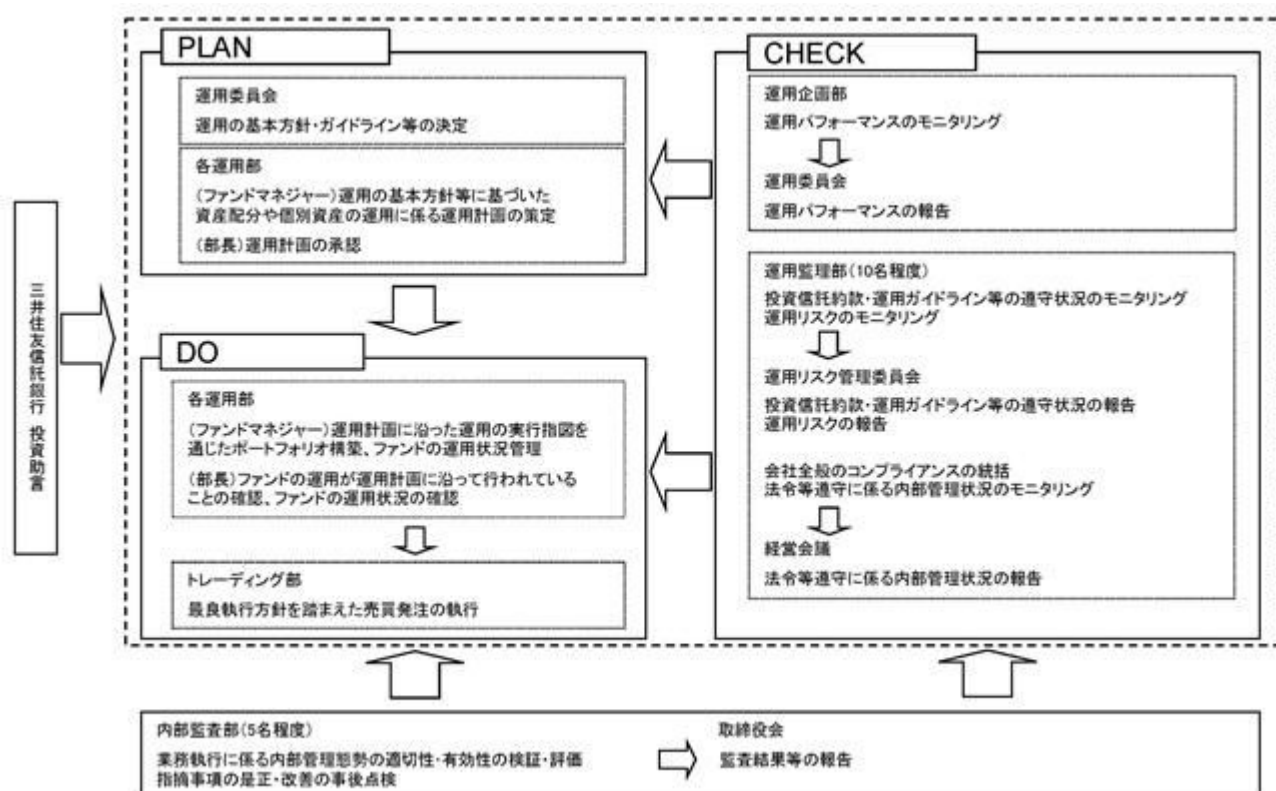 三井住友信託銀行 投資助言
PLAN
運用委員会
運用の基本方針・ガイドライン等の決定
各運用部
(ファンドマネジャー)運用の基本方針等に基づいた
資産配分や個別資産の運用に係る運用計画の策定
(部長)運用計画の承認
DO
各運用部
(ファンドマネジャー)運用計画に沿った運用の実行指図を
通じたポートフォリオ構築、ファンドの運用状況管理
(部長)ファンドの運用が運用計画に沿って行われている
ことの確認、ファンドの運用状況の確認
トレーディング部
最良執行方針を踏まえた売買発注の執行
CHECK
運用企画部
運用パフォーマンスのモニタリング
運用委員会
運用パフォーマンスの報告
運用監理部(10名程度)
投資信託約款・運用ガイドライン等の遵守状況のモニタリング
運用リスクのモニタリング
運用リスク管理委員会
投資信託約款・運用ガイドライン等の遵守状況の報告
運用リスクの報告
会社全般のコンプライアンスの統括
法令等遵守に係る内部管理状況のモニタリング
経営会議
法令等遵守に係る内部管理状況の報告
内部監査部(5名程度)
業務執行に係る内部管理態勢の適切性・有効性の検証・評価
指摘事項の是正・改善の事後点検
取締役会
監査結果等の報告